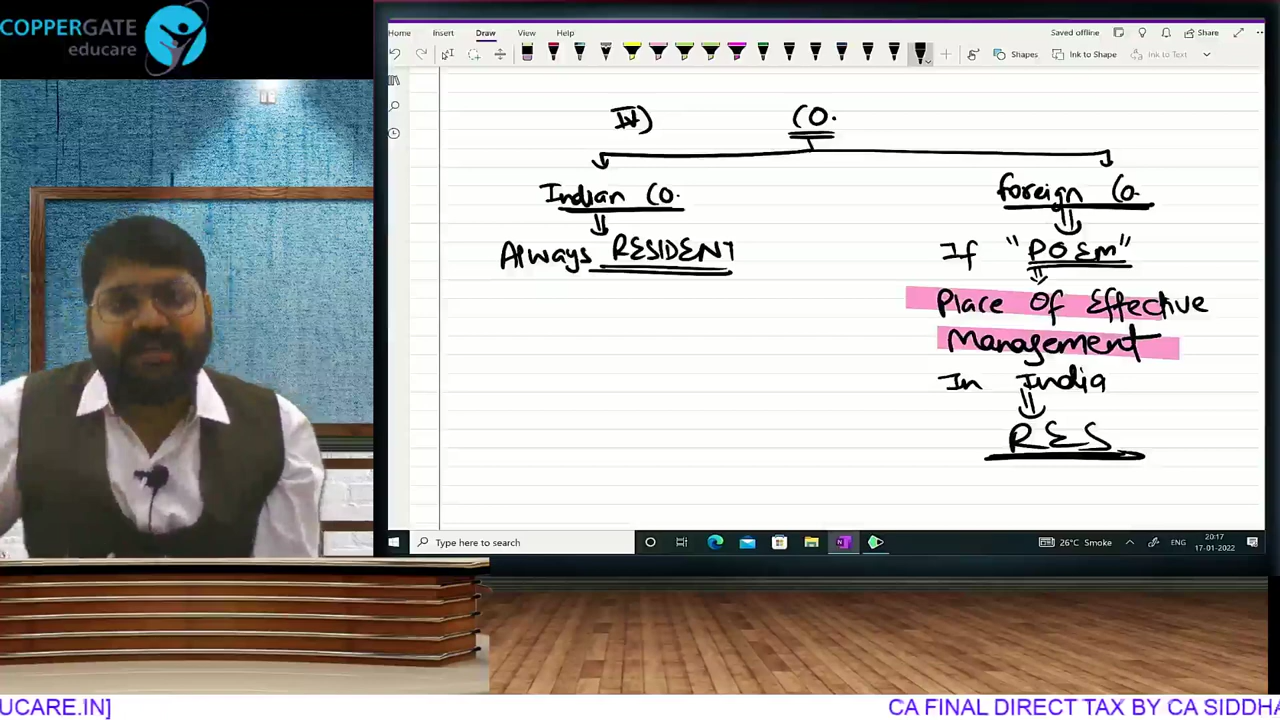 COPPERGATE
educare
Home Insert Draw View Help
Saved offline
Share
Shapes
Ink to Shape
Ink to Text
IV)
CO.
Indian CO.
Always RESIDENT
foreign Co.
If "POEM"
Place Of Effective
Management
In India
RES
Type here to search
26°C Smoke
ENG
20:17
17-01-2022
UCARE.IN]
CA FINAL DIRECT TAX BY CA SIDDHA